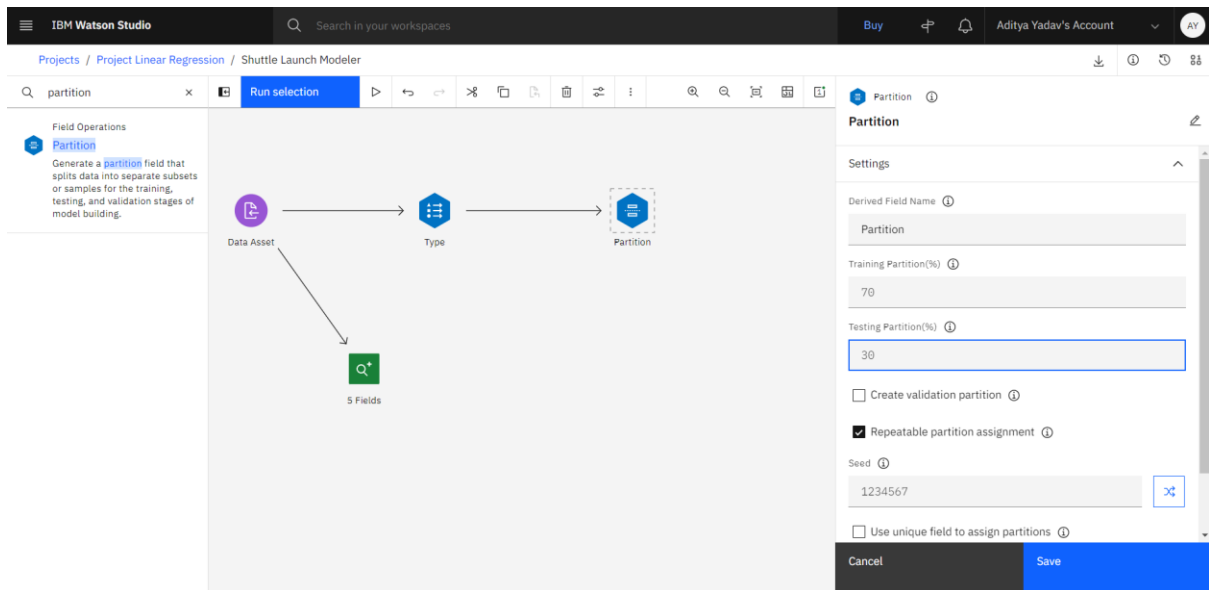 IBM Watson Studio
Search in your workspaces
Buy
Aditya Yadav's Account
AY
Projects / Project Linear Regression / Shuttle Launch Modeler
partition
Run selection
Field Operations
Partition
Generate a partition field that
splits data into separate subsets
or samples for the training,
testing, and validation stages of
model building.
Data Asset
Type
Partition
5 Fields
Partition
Partition
Settings
Derived Field Name
Partition
Training Partition(%)
70
Testing Partition(%)
30
Create validation partition
Repeatable partition assignment
Seed
1234567
Use unique field to assign partitions
Cancel
Save